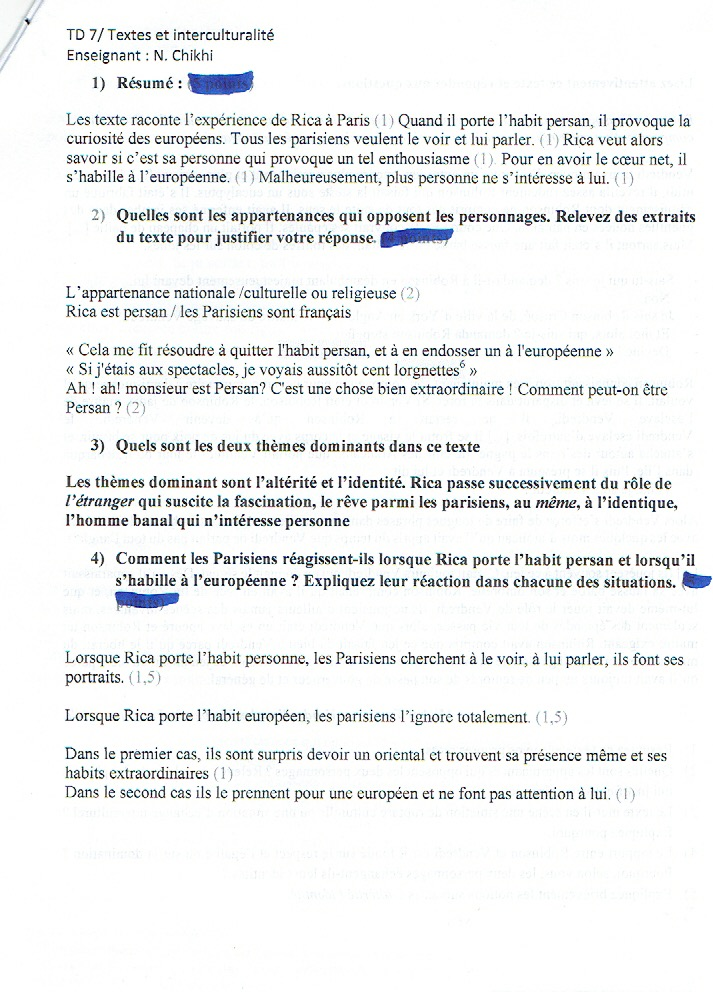 TD 7/ Textes et interculturalité
Enseignant : N. Chikhi
1) Résumé :
Les texte raconte l'expérience de Rica à Paris (1) Quand il porte l'habit persan, il provoque la
curiosité des européens. Tous les parisiens veulent le voir et lui parler. (1) Rica veut alors
savoir si c'est sa personne qui provoque un tel enthousiasme (1) Pour en avoir le cœur net, il
s'habille à l'européenne. (1) Malheureusement, plus personne ne s'intéresse à lui. (1)
2) Quelles sont les appartenances qui opposent les personnages. Relevez des extraits
du texte pour justifier votre réponse.
L'appartenance nationale /culturelle ou religieuse (2)
Rica est persan / les Parisiens sont français
« Cela me fit résoudre à quitter l'habit persan, et à en endosser un à l'européenne »
« Si j'étais aux spectacles, je voyais aussitôt cent lorgnettes⁶ »
Ah ! ah! monsieur est Persan? C'est une chose bien extraordinaire ! Comment peut-on être
Persan ? (2)
3) Quels sont les deux thèmes dominants dans ce texte
Les thèmes dominant sont l'altérité et l'identité. Rica passe successivement du rôle de
l'étranger qui suscite la fascination, le rêve parmi les parisiens, au même, à l'identique,
l'homme banal qui n'intéresse personne
4) Comment les Parisiens réagissent-ils lorsque Rica porte l'habit persan et lorsqu'il
s'habille à l'européenne ? Expliquez leur réaction dans chacune des situations.
Lorsque Rica porte l'habit personne, les Parisiens cherchent à le voir, à lui parler, ils font ses
portraits. (1,5)
Lorsque Rica porte l'habit européen, les parisiens l'ignore totalement. (1,5)
Dans le premier cas, ils sont surpris devoir un oriental et trouvent sa présence même et ses
habits extraordinaires (1)
Dans le second cas ils le prennent pour une européen et ne font pas attention à lui. (1)